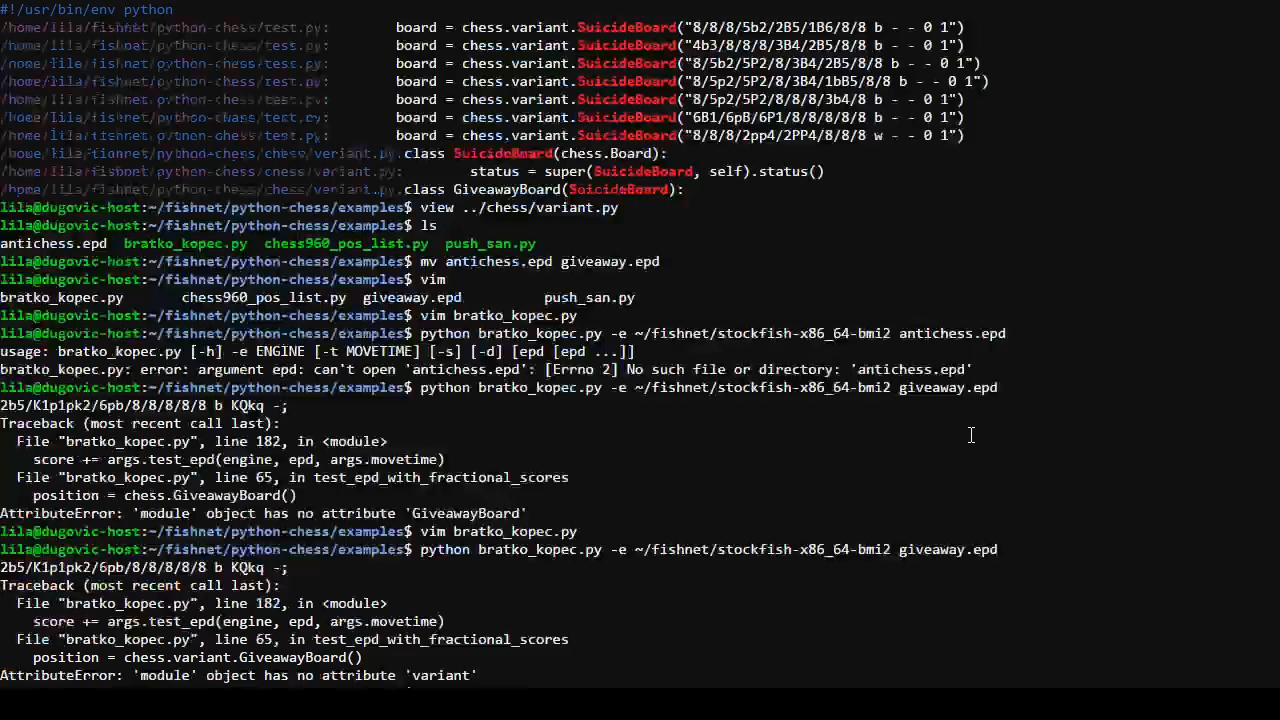 #!/usr/bin/env python
/home/lila/fishnet/python-chess/test.py:        board = chess.variant.SuicideBoard("8/8/8/5b2/2B5/1B6/8/8 b - - 0 1")
/home/lila/fishnet/python-chess/test.py:        board = chess.variant.SuicideBoard("4b3/8/8/8/3B4/2B5/8/8 b - - 0 1")
/home/lila/fishnet/python-chess/test.py:        board = chess.variant.SuicideBoard("8/5b2/5P2/8/3B4/2B5/8/8 b - - 0 1")
/home/lila/fishnet/python-chess/test.py:        board = chess.variant.SuicideBoard("8/5p2/5P2/8/3B4/1bB5/8/8 b - - 0 1")
/home/lila/fishnet/python-chess/test.py:        board = chess.variant.SuicideBoard("8/5p2/5P2/8/8/8/3b4/8 b - - 0 1")
/home/lila/fishnet/python-chess/test.py:        board = chess.variant.SuicideBoard("6B1/6pB/6P1/8/8/8/8/8 b - - 0 1")
/home/lila/fishnet/python-chess/test.py:        board = chess.variant.SuicideBoard("8/8/8/2pp4/2PP4/8/8/8 w - - 0 1")
/home/lila/fishnet/python-chess/chess/variant.py:class SuicideBoard(chess.Board):
/home/lila/fishnet/python-chess/chess/variant.py:        status = super(SuicideBoard, self).status()
/home/lila/fishnet/python-chess/chess/variant.py:class GiveawayBoard(SuicideBoard):
lila@dugovic-host:~/fishnet/python-chess/examples$ view ../chess/variant.py
lila@dugovic-host:~/fishnet/python-chess/examples$ ls
antichess.epd  bratko_kopec.py  chess960_pos_list.py  push_san.py
lila@dugovic-host:~/fishnet/python-chess/examples$ mv antichess.epd giveaway.epd
lila@dugovic-host:~/fishnet/python-chess/examples$ vim
bratko_kopec.py       chess960_pos_list.py  giveaway.epd          push_san.py
lila@dugovic-host:~/fishnet/python-chess/examples$ vim bratko_kopec.py
lila@dugovic-host:~/fishnet/python-chess/examples$ python bratko_kopec.py -e ~/fishnet/stockfish-x86_64-bmi2 antichess.epd
usage: bratko_kopec.py [-h] -e ENGINE [-t MOVETIME] [-s] [-d] [epd [epd ...]]
bratko_kopec.py: error: argument epd: can't open 'antichess.epd': [Errno 2] No such file or directory: 'antichess.epd'
lila@dugovic-host:~/fishnet/python-chess/examples$ python bratko_kopec.py -e ~/fishnet/stockfish-x86_64-bmi2 giveaway.epd
2b5/K1p1pk2/6pb/8/8/8/8/8 b KQkq -;
Traceback (most recent call last):
  File "bratko_kopec.py", line 182, in <module>
    score += args.test_epd(engine, epd, args.movetime)
  File "bratko_kopec.py", line 65, in test_epd_with_fractional_scores
    position = chess.GiveawayBoard()
AttributeError: 'module' object has no attribute 'GiveawayBoard'
lila@dugovic-host:~/fishnet/python-chess/examples$ vim bratko_kopec.py
lila@dugovic-host:~/fishnet/python-chess/examples$ python bratko_kopec.py -e ~/fishnet/stockfish-x86_64-bmi2 giveaway.epd
2b5/K1p1pk2/6pb/8/8/8/8/8 b KQkq -;
Traceback (most recent call last):
  File "bratko_kopec.py", line 182, in <module>
    score += args.test_epd(engine, epd, args.movetime)
  File "bratko_kopec.py", line 65, in test_epd_with_fractional_scores
    position = chess.variant.GiveawayBoard()
AttributeError: 'module' object has no attribute 'variant'